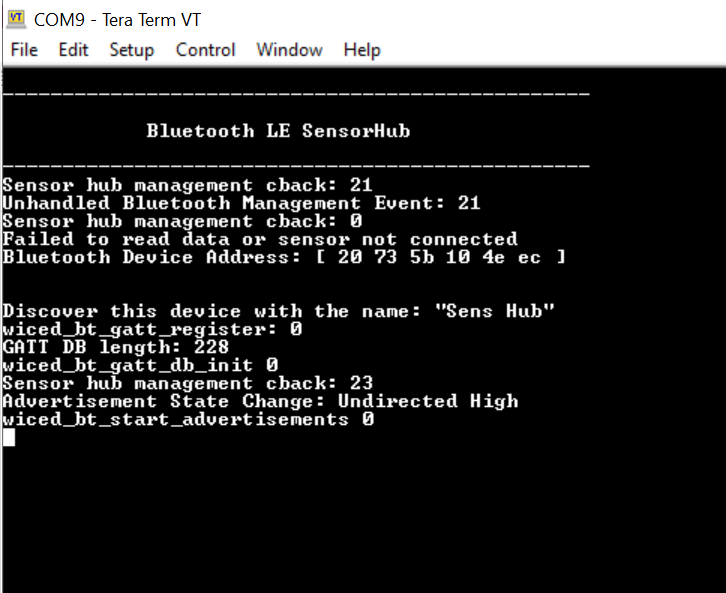 VT
COM9 - Tera Term VT
File Edit Setup Control Window Help
-------------------------------------------------
Bluetooth LE SensorHub
-------------------------------------------------
Sensor hub management cback: 21
Unhandled Bluetooth Management Event: 21
Sensor hub management cback: 0
Failed to read data or sensor not connected
Bluetooth Device Address: [ 20 73 5b 10 4e ec ]
Discover this device with the name: "Sens Hub"
wiced_bt_gatt_register: 0
GATT DB length: 228
wiced_bt_gatt_db_init 0
Sensor hub management cback: 23
Advertisement State Change: Undirected High
wiced_bt_start_advertisements 0